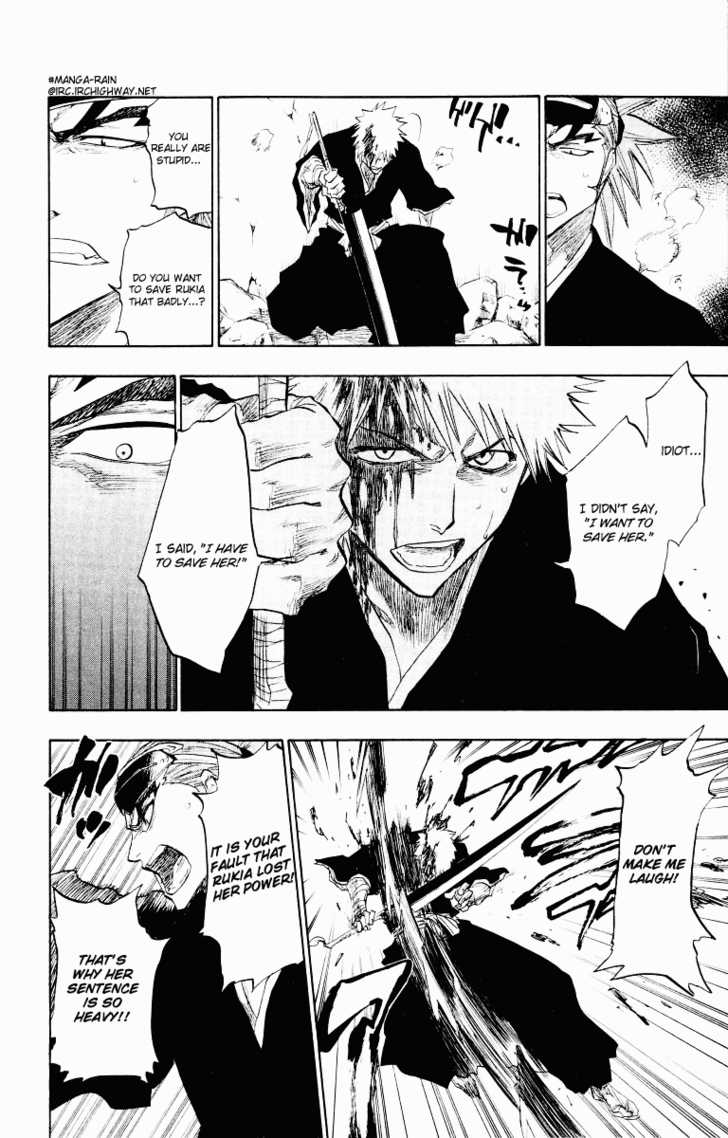 #MANGA-RAIN
@IRC.IRCHIGHWAY.NET
YOU
REALLY ARE
STUPID...
DO YOU WANT
TO SAVE RUKIA
THAT BADLY...?
IDIOT...
I DIDN'T SAY,
"I WANT TO
SAVE HER."
I SAID, "I HAVE
TO SAVE HER!"
DON'T
MAKE ME
LAUGH!
IT IS YOUR
FAULT THAT
RUKIA LOST
HER POWER!
THAT'S
WHY HER
SENTENCE
IS SO
HEAVY!!